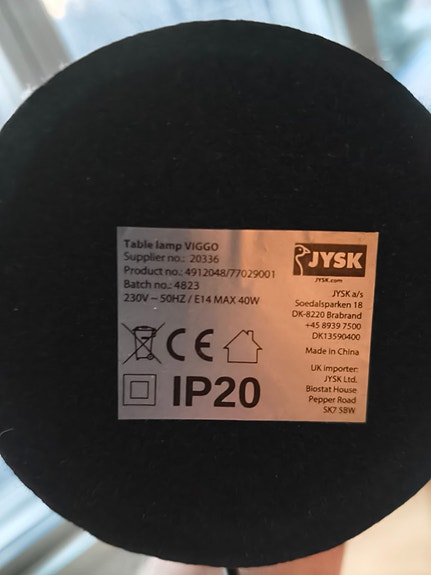 Table lamp VIGGO
Supplier no.: 20336
Product no.: 4912048/77029001
Batch no.: 4823
230V ~ 50HZ / E14 MAX 40W
CE
IP20
JYSK
JYSK.com
JYSK a/s
Soedalsparken 18
DK-8220 Brabrand
+45 8939 7500
DK13590400
Made in China
UK importer:
JYSK Ltd.
Biostat House
Pepper Road
SK7 5BW